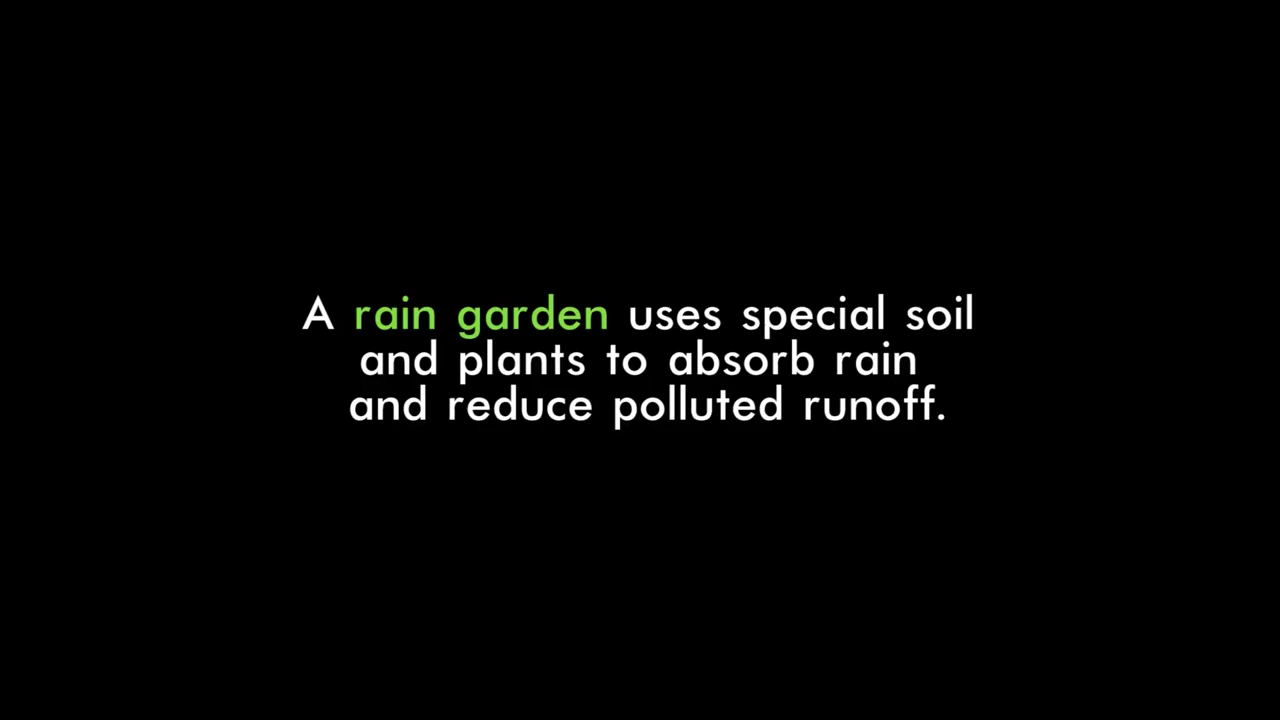 A rain garden uses special soil
and plants to absorb rain
and reduce polluted runoff.